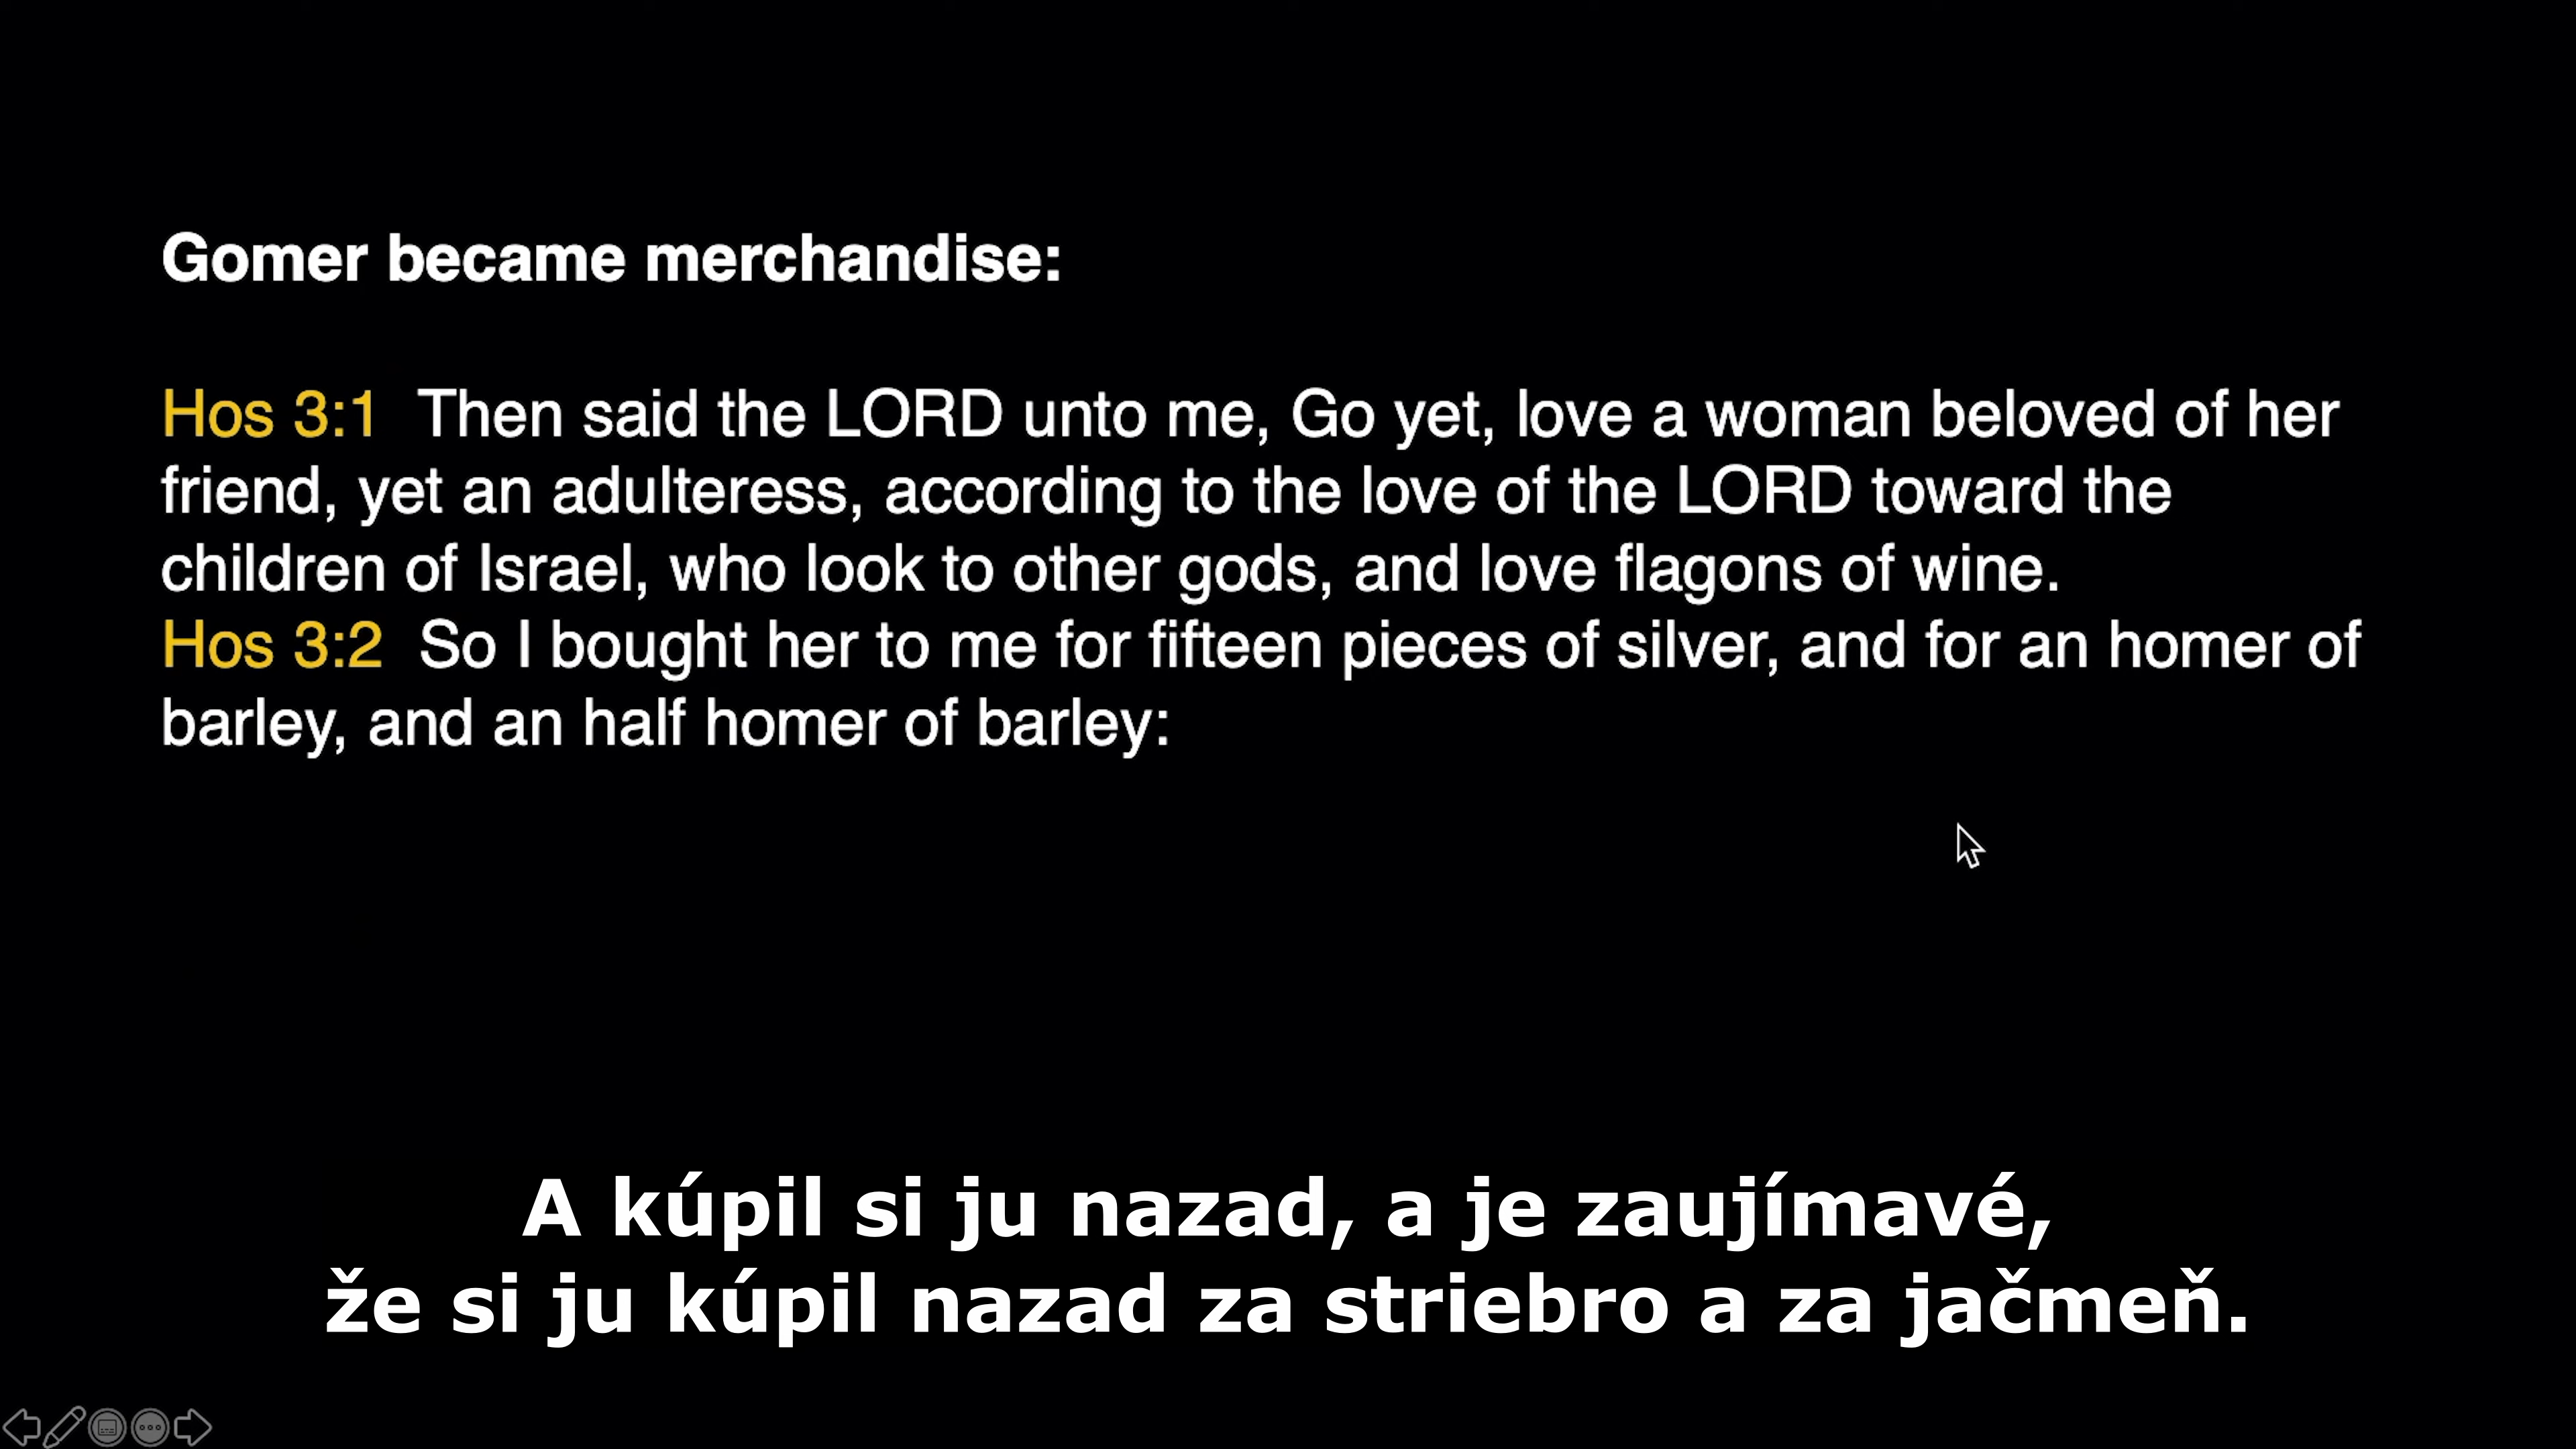 Gomer became merchandise:
Hos 3:1 Then said the LORD unto me, Go yet, love a woman beloved of her
friend, yet an adulteress, according to the love of the LORD toward the
children of Israel, who look to other gods, and love flagons of wine.
Hos 3:2 So I bought her to me for fifteen pieces of silver, and for an homer of
barley, and an half homer of barley:
A kúpil si ju nazad, a je zaujímavé,
že si ju kúpil nazad za striebro a za jačmeň.